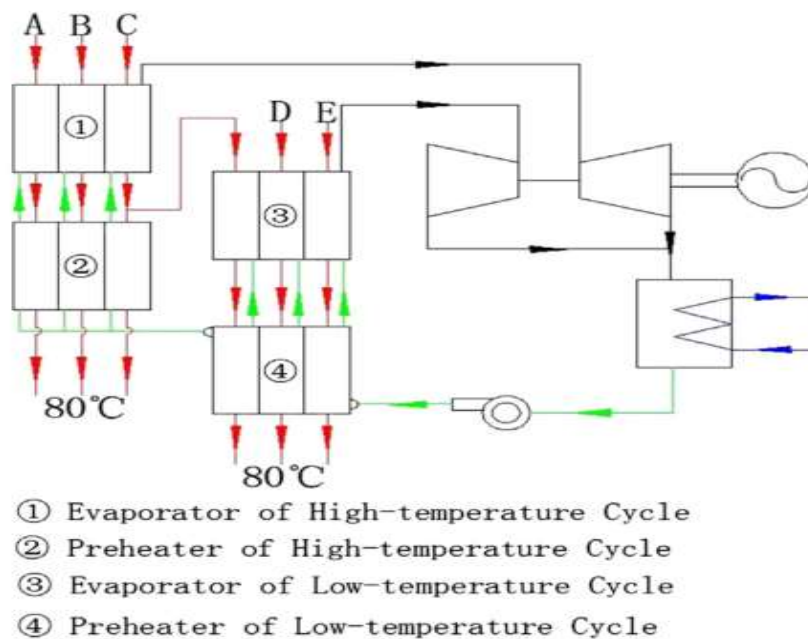 A B C
D E
①
②
③
④
80℃
80℃
① Evaporator of High-temperature Cycle
② Preheater of High-temperature Cycle
③ Evaporator of Low-temperature Cycle
④ Preheater of Low-temperature Cycle